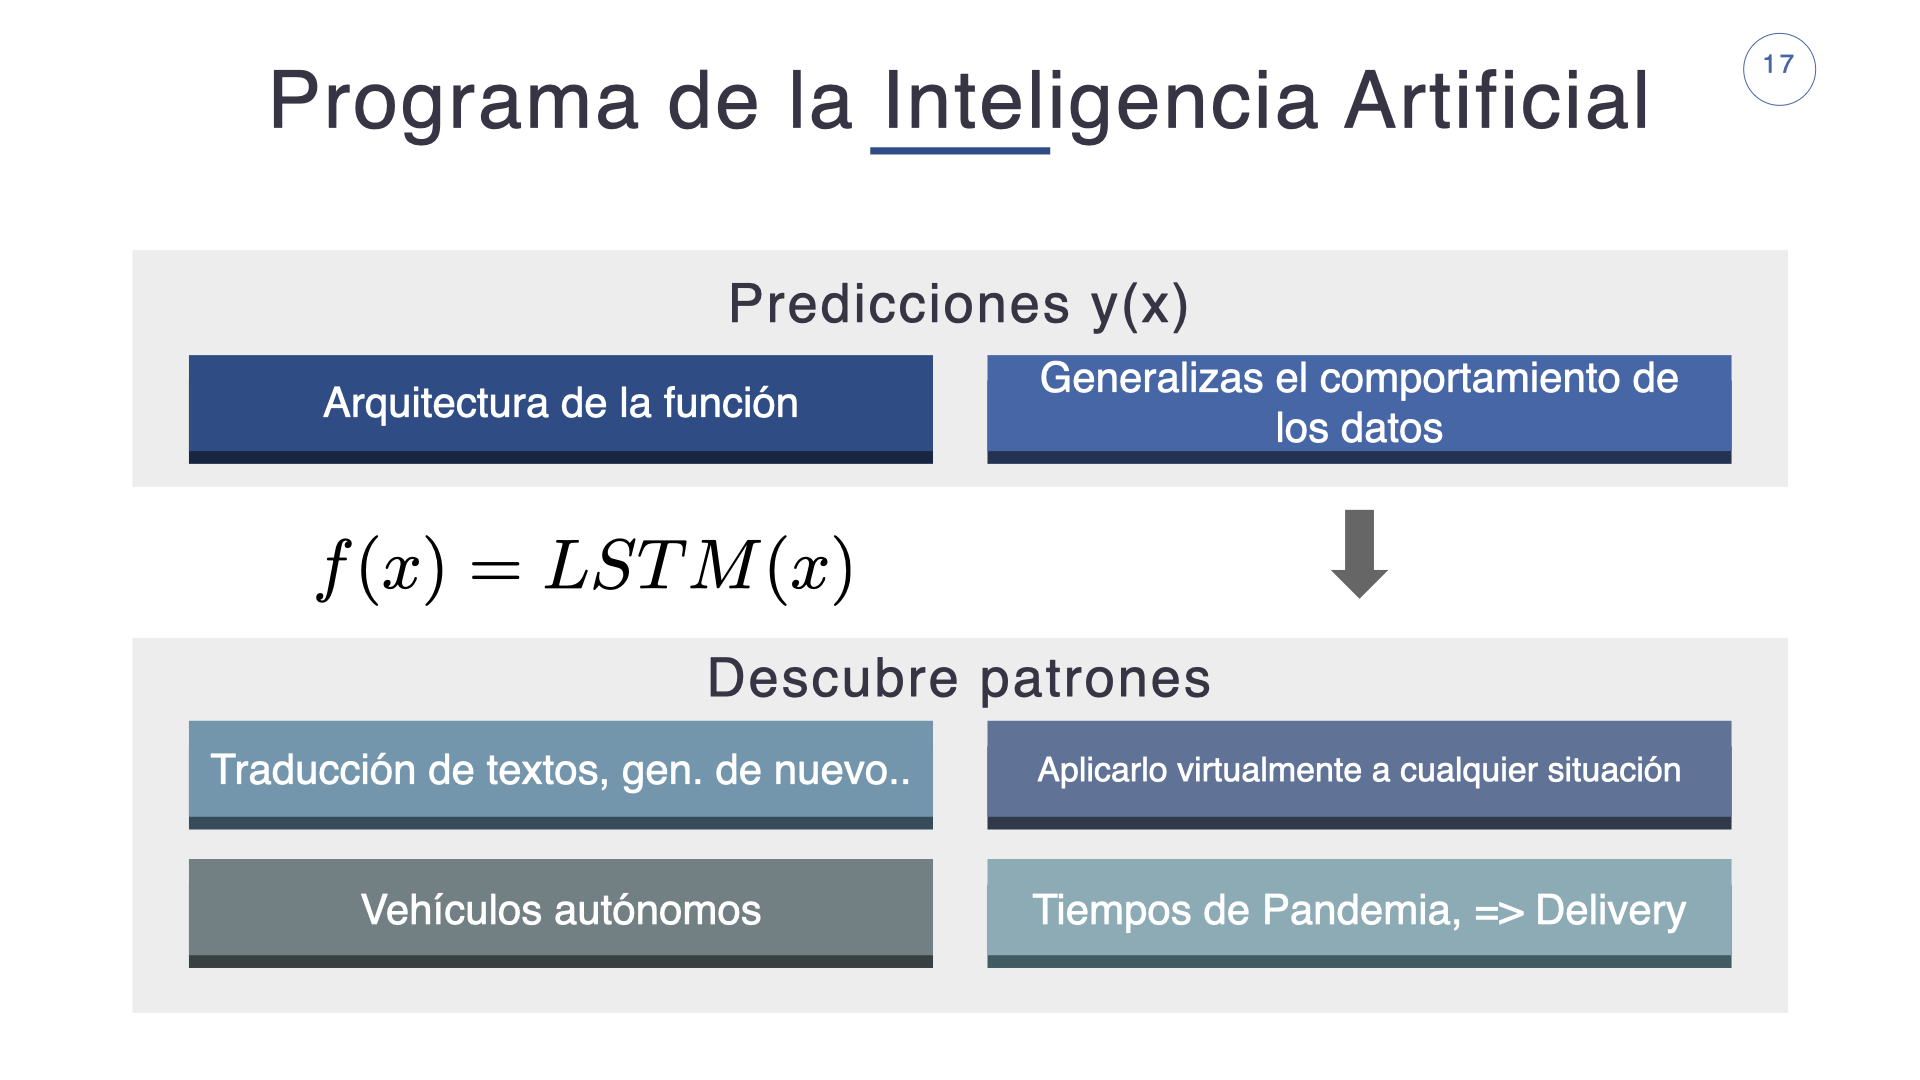 17
Programa de la Inteligencia Artificial
Predicciones y(x)
Arquitectura de la función
Generalizas el comportamiento de
los datos
f(x) = LSTM(x)
Descubre patrones
Traducción de textos, gen. de nuevo..
Aplicarlo virtualmente a cualquier situación
Vehículos autónomos
Tiempos de Pandemia, => Delivery